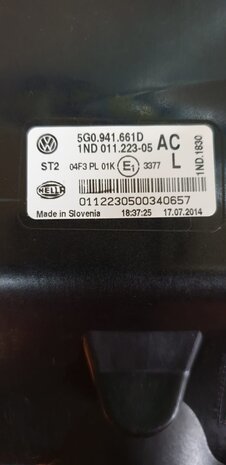 5G0.941.661D
1ND 011.223-05 AC
ST2 04F3 PL 01K E1 3377 L
1ND.1830
HELLA 0112230500340657
Made in Slovenia 18:37:25 17.07.2014